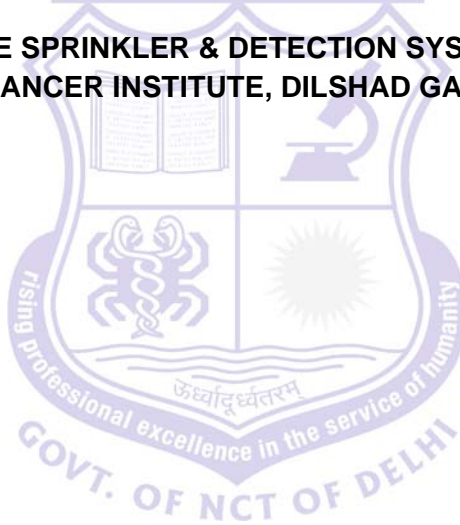 E SPRINKLER & DETECTION SYS
ANCER INSTITUTE, DILSHAD GA
ऊर्ध्वादूर्ध्वतरम्
rising professional excellence in the service of humanity
GOVT. OF NCT OF DELHI